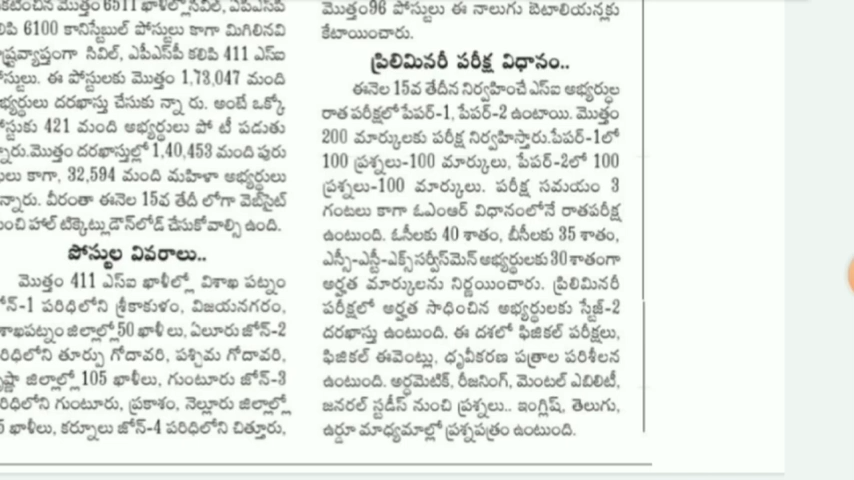 ప్రకటించిన మొత్తం 6511 ఖాళీల్లో సివిల్, ఏపీఎస్‌పీ
కలిపి 6100 కానిస్టేబుల్ పోస్టులు కాగా మిగిలినవి
రాష్ట్రవ్యాప్తంగా సివిల్, ఏపీఎస్పీ కలిపి 411 ఎస్ఐ
పోస్టులు. ఈ పోస్టులకు మొత్తం 1,73,047 మంది
అభ్యర్థులు దరఖాస్తు చేసుకు న్నా రు. అంటే ఒక్కో
పోస్టుకు 421 మంది అభ్యర్థులు పో టీ పడుతు
న్నారు.మొత్తం దరఖాస్తుల్లో 1,40,453 మంది పురు
షులు కాగా, 32,594 మంది మహిళా అభ్యర్థులు
ఉన్నారు. వీరంతా ఈనెల 15వ తేదీ లోగా వెబ్‌సైట్
నుంచి హాల్ టిక్కెట్లు డౌన్‌లోడ్ చేసుకోవాల్సి ఉంది.
పోస్టుల వివరాలు..
మొత్తం 411 ఎస్ఐ ఖాళీల్లో విశాఖ పట్నం
జోన్-1 పరిధిలోని శ్రీకాకుళం, విజయనగరం,
విశాఖపట్నం జిల్లాల్లో 50 ఖాళీ లు, ఏలూరు జోన్-2
పరిధిలోని తూర్పు గోదావరి, పశ్చిమ గోదావరి,
కృష్ణా జిల్లాల్లో 105 ఖాళీలు, గుంటూరు జోన్-3
పరిధిలోని గుంటూరు, ప్రకాశం, నెల్లూరు జిల్లాల్లో
ఖాళీలు, కర్నూలు జోన్-4 పరిధిలోని చిత్తూరు,
మొత్తం96 పోస్టులు ఈ నాలుగు బెటాలియన్లకు
కేటాయించారు.
ప్రిలిమినరీ పరీక్ష విధానం..
ఈనెల 15వ తేదీన నిర్వహించే ఎస్ఐ అభ్యర్థుల
రాత పరీక్షలో పేపర్-1, పేపర్-2 ఉంటాయి. మొత్తం
200 మార్కులకు పరీక్ష నిర్వహిస్తారు.పేపర్-1లో
100 ప్రశ్నలు-100 మార్కులు, పేపర్-2లో 100
ప్రశ్నలు-100 మార్కులు. పరీక్ష సమయం 3
గంటలు కాగా ఓఎంఆర్ విధానంలోనే రాతపరీక్ష
ఉంటుంది. ఓసీలకు 40 శాతం, బీసీలకు 35 శాతం,
ఎస్సీ-ఎస్టీ-ఎక్స్ సర్వీస్‌మెన్ అభ్యర్థులకు 30 శాతంగా
అర్హత మార్కులను నిర్ణయించారు. ప్రిలిమినరీ
పరీక్షలో అర్హత సాధించిన అభ్యర్థులకు స్టేజ్-2
దరఖాస్తు ఉంటుంది. ఈ దశలో ఫిజికల్ పరీక్షలు,
ఫిజికల్ ఈవెంట్లు, ధృవీకరణ పత్రాల పరిశీలన
ఉంటుంది. అర్థమెటిక్, రీజనింగ్, మెంటల్ ఎబిలిటీ,
జనరల్ స్టడీస్ నుంచి ప్రశ్నలు.. ఇంగ్లిష్, తెలుగు,
ఉర్దూ మాధ్యమాల్లో ప్రశ్నపత్రం ఉంటుంది.